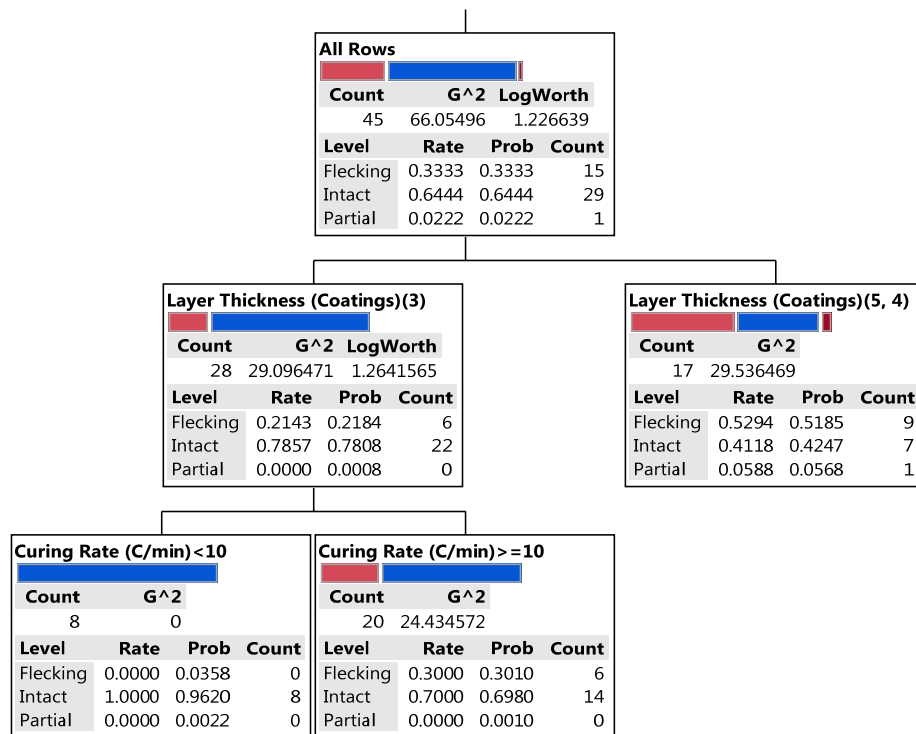 All Rows
Count G^2 LogWorth
45 66.05496 1.226639
Level Rate Prob Count
Flecking 0.3333 0.3333 15
Intact 0.6444 0.6444 29
Partial 0.0222 0.0222 1
Layer Thickness (Coatings)(3)
Count G^2 LogWorth
28 29.096471 1.2641565
Level Rate Prob Count
Flecking 0.2143 0.2184 6
Intact 0.7857 0.7808 22
Partial 0.0000 0.0008 0
Layer Thickness (Coatings)(5, 4)
Count G^2
17 29.536469
Level Rate Prob Count
Flecking 0.5294 0.5185 9
Intact 0.4118 0.4247 7
Partial 0.0588 0.0568 1
Curing Rate (C/min)<10
Count G^2
8 0
Level Rate Prob Count
Flecking 0.0000 0.0358 0
Intact 1.0000 0.9620 8
Partial 0.0000 0.0022 0
Curing Rate (C/min)>=10
Count G^2
20 24.434572
Level Rate Prob Count
Flecking 0.3000 0.3010 6
Intact 0.7000 0.6980 14
Partial 0.0000 0.0010 0